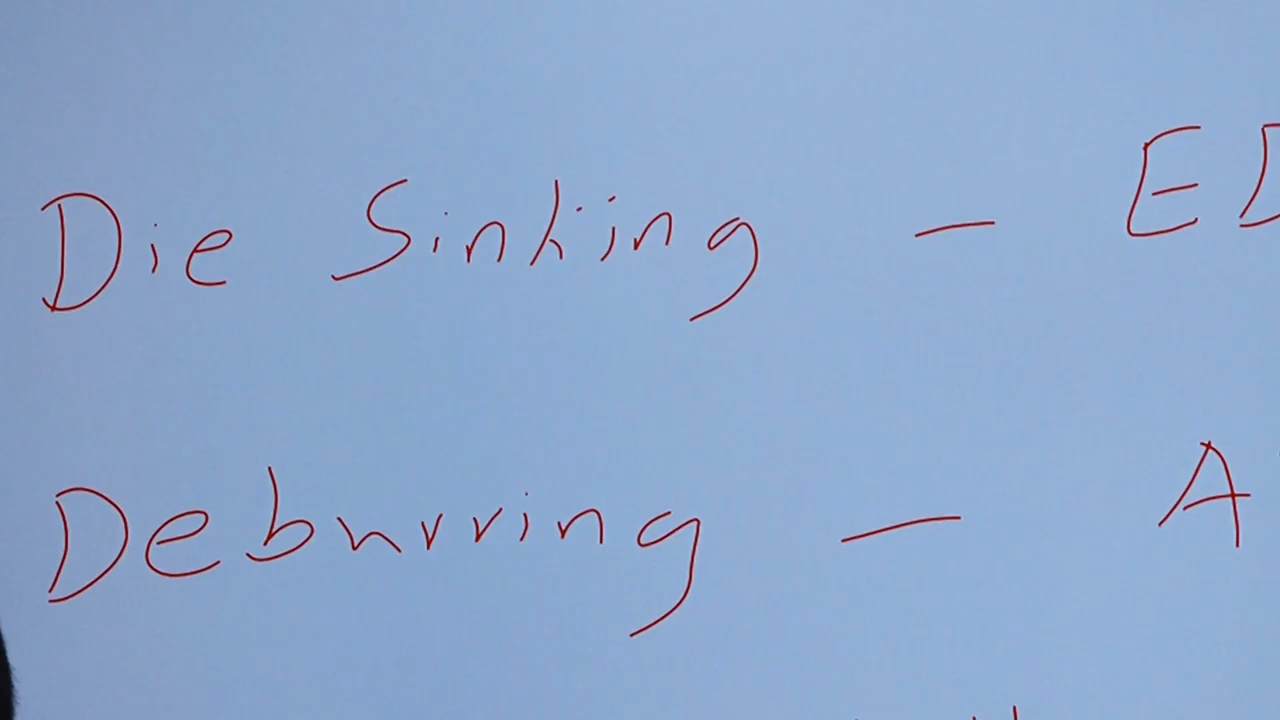 Die Sinking –
Deburring – A